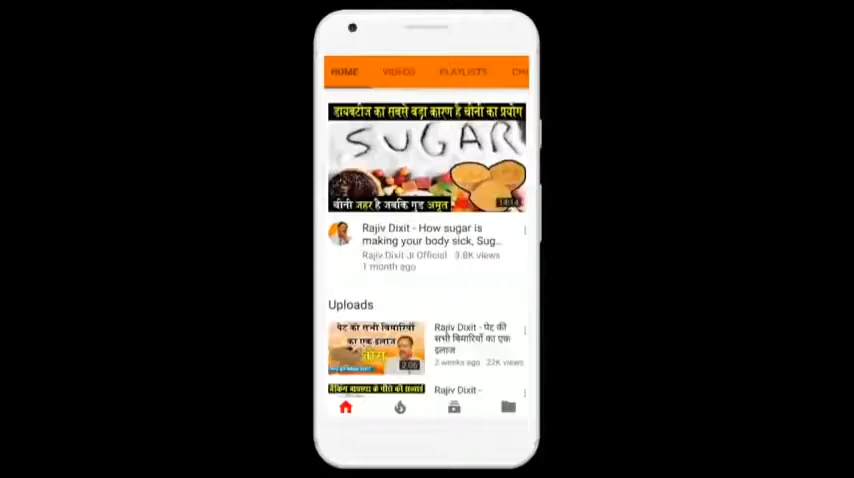 HOME VIDEOS PLAYLISTS
डायबटीज का सबसे बड़ा कारण है चीनी का प्रयोग
SUGAR
चीनी जहर है जबकि गुड़ अमृत
14:14
Rajiv Dixit - How sugar is
making your body sick, Sug...
Rajiv Dixit Ji Official 3.8K views
1 month ago
Uploads
पेट की सभी बिमारियों
का एक इलाज
जीरा
2:00
Rajiv Dixit - पेट की
सभी बिमारियों का एक
इलाज
2 weeks ago 22K views
Rajiv Dixit -